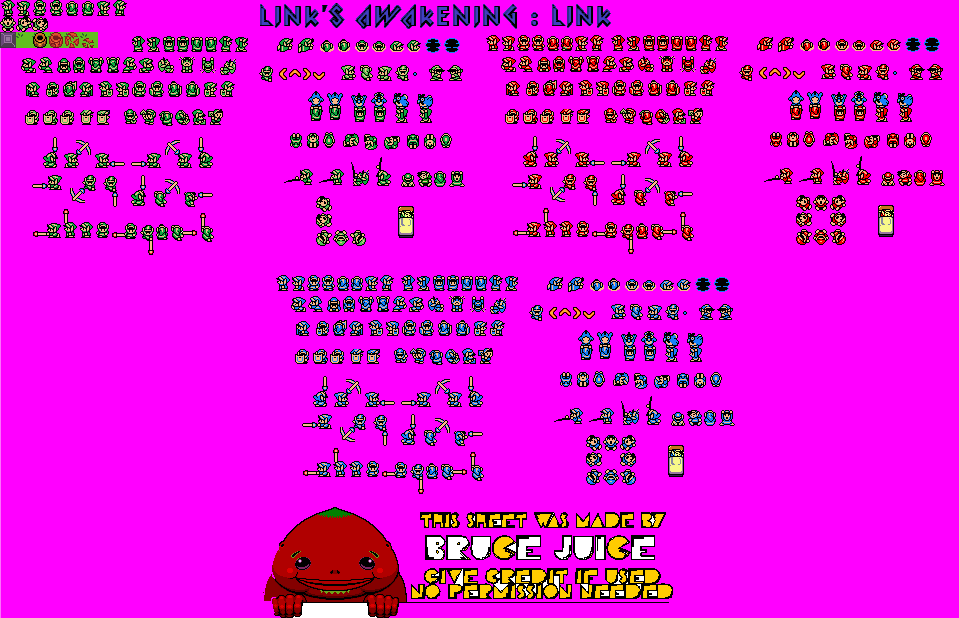 LINK'S AWAKENING : LINK
THIS SHEET WAS MADE BY
BRUCE JUICE
GIVE CREDIT IF USED
NO PERMISSION NEEDED